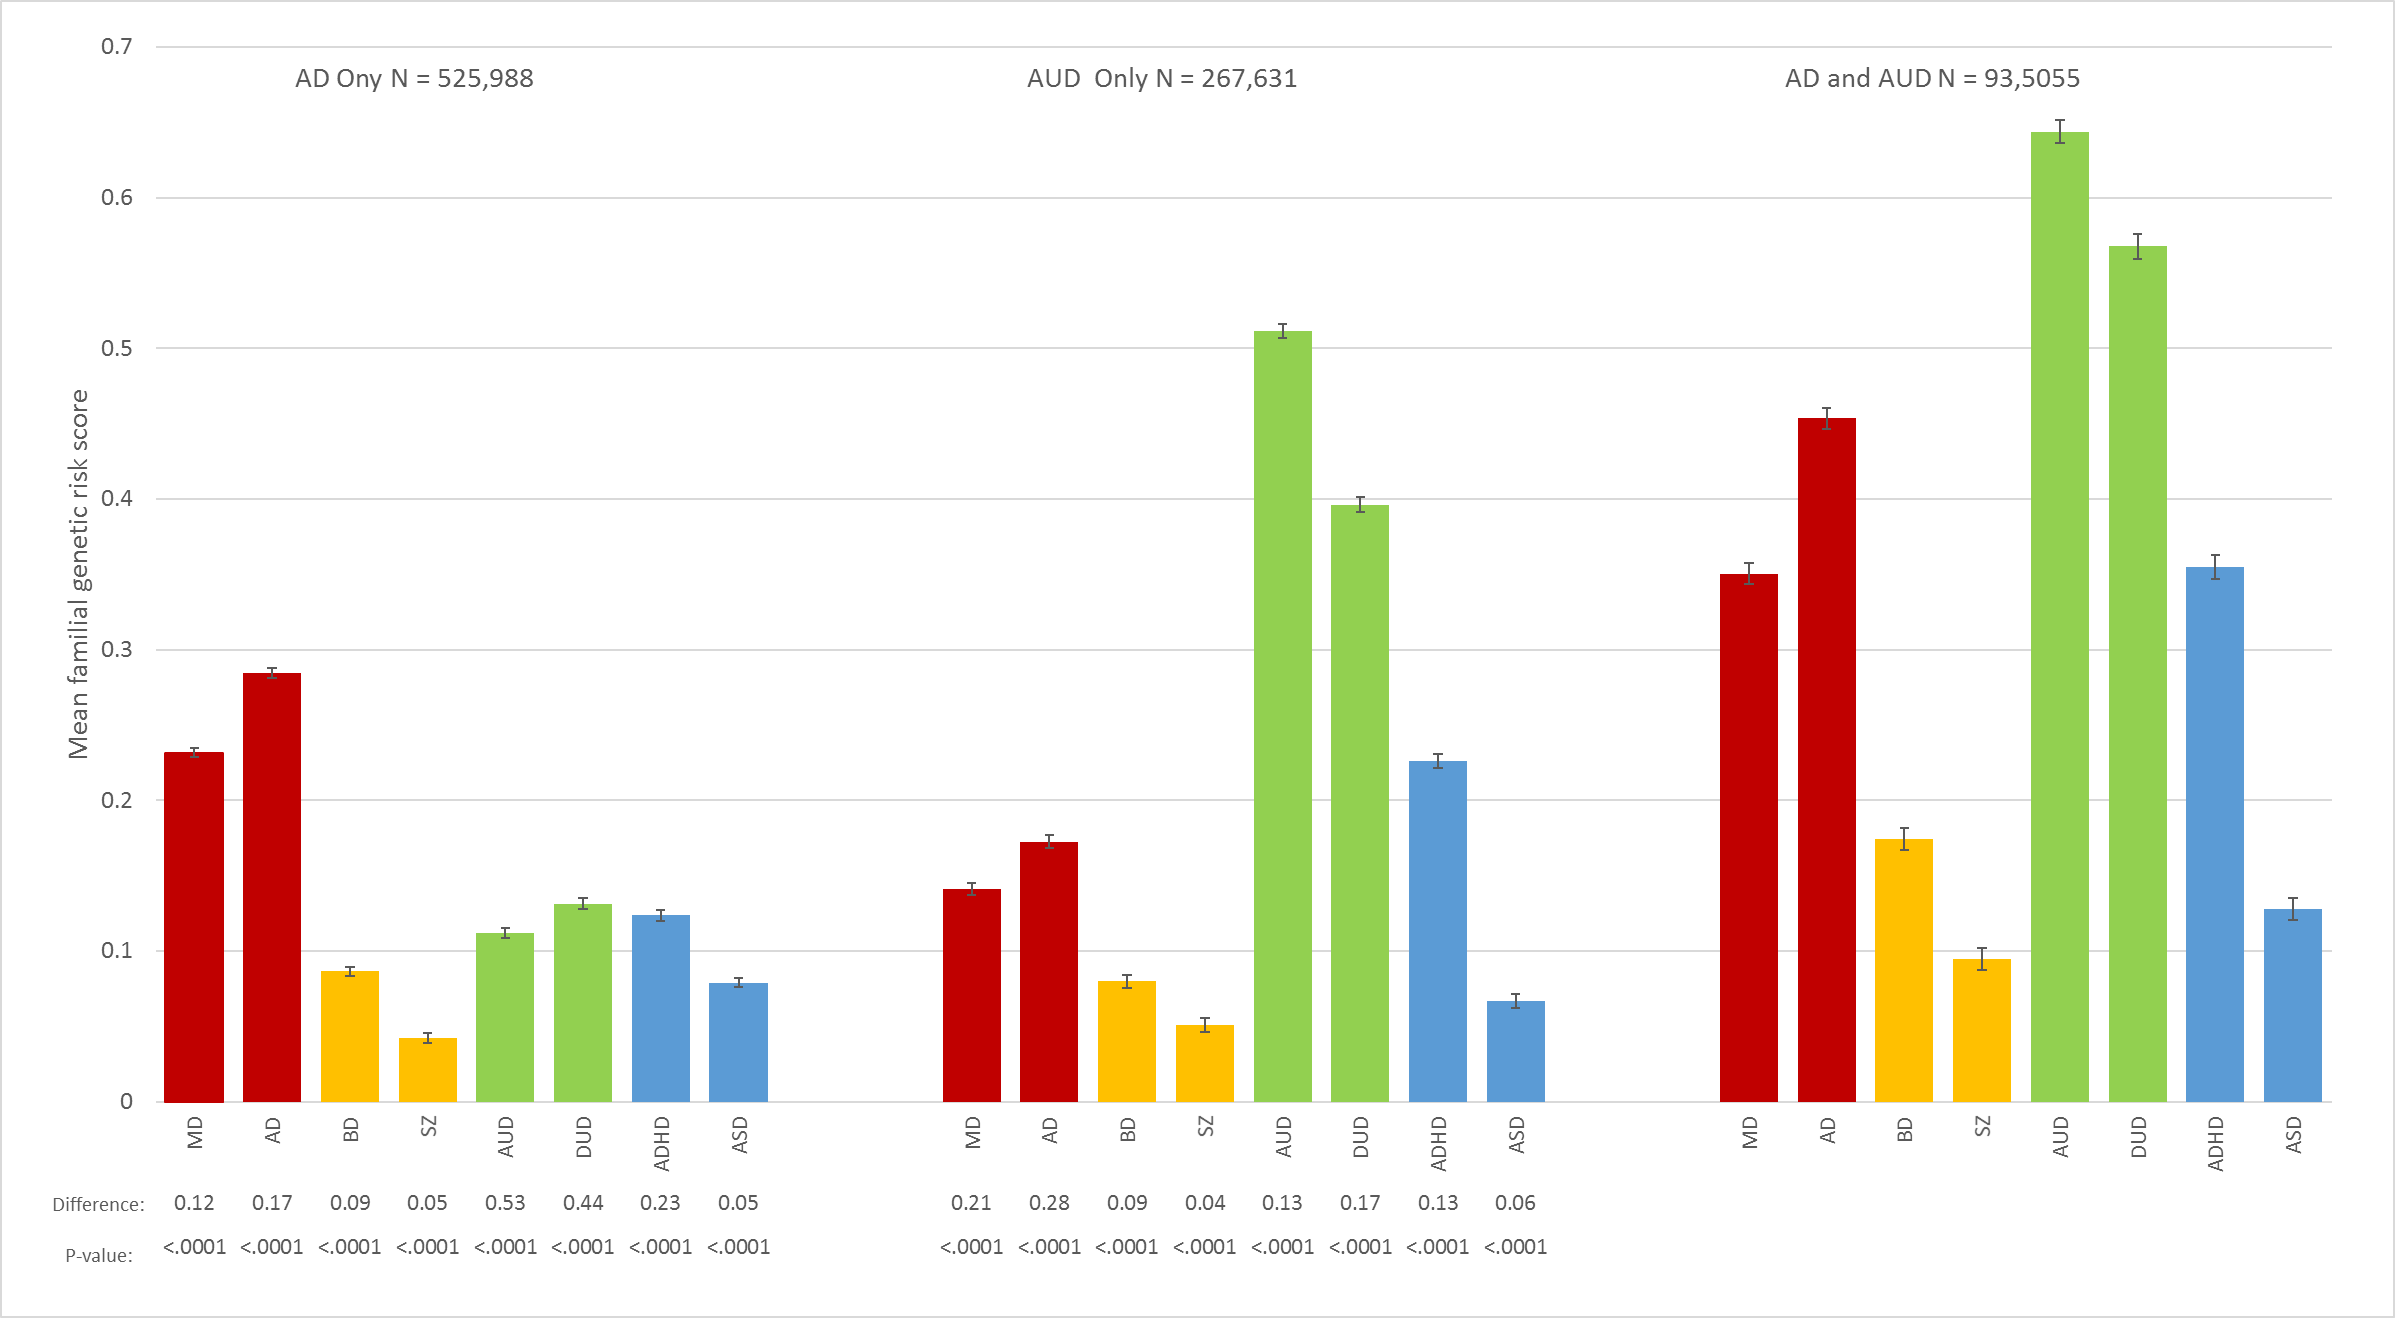 AD Ony N = 525,988
AUD  Only N = 267,631
AD and AUD N = 93,5055
Mean familial genetic risk score
0.7
0.6
0.5
0.4
0.3
0.2
0.1
0
MD AD BD SZ AUD DUD ADHD ASD MD AD BD SZ AUD DUD ADHD ASD MD AD BD SZ AUD DUD ADHD ASD
Difference: 0.12 0.17 0.09 0.05 0.53 0.44 0.23 0.05 0.21 0.28 0.09 0.04 0.13 0.17 0.13 0.06
P-value: <.0001 <.0001 <.0001 <.0001 <.0001 <.0001 <.0001 <.0001 <.0001 <.0001 <.0001 <.0001 <.0001 <.0001 <.0001 <.0001